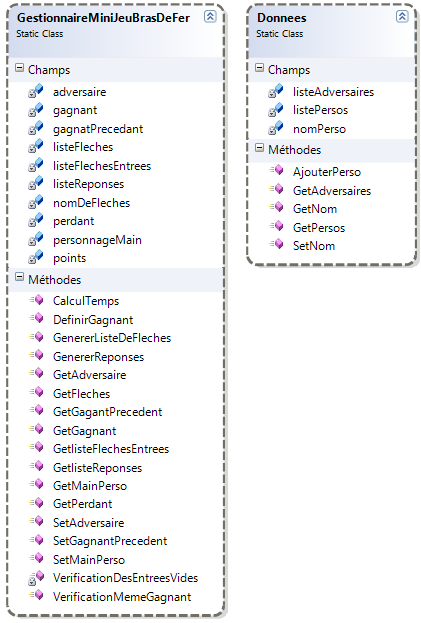 GestionnaireMiniJeuBrasDeFer
Static Class
Champs
adversaire
gagnant
gagnatPrecedant
listeFleches
listeFlechesEntrees
listeReponses
nomDeFleches
perdant
personnageMain
points
Méthodes
CalculTemps
DefinirGagnant
GenererListeDeFleches
GenererReponses
GetAdversaire
GetFleches
GetGagantPrecedent
GetGagnant
GetlisteFlechesEntrees
GetlisteReponses
GetMainPerso
GetPerdant
SetAdversaire
SetGagnantPrecedent
SetMainPerso
VerificationDesEntreesVides
VerificationMemeGagnant
Donnees
Static Class
Champs
listeAdversaires
listePersos
nomPerso
Méthodes
AjouterPerso
GetAdversaires
GetNom
GetPersos
SetNom